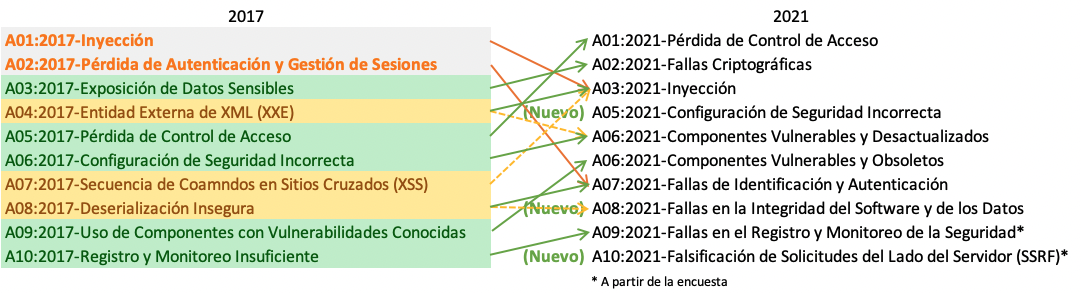 2017 2021
A01:2017-Inyección A01:2021-Pérdida de Control de Acceso
A02:2017-Pérdida de Autenticación y Gestión de Sesiones A02:2021-Fallas Criptográficas
A03:2017-Exposición de Datos Sensibles A03:2021-Inyección
A04:2017-Entidad Externa de XML (XXE) (Nuevo) A05:2021-Configuración de Seguridad Incorrecta
A05:2017-Pérdida de Control de Acceso A06:2021-Componentes Vulnerables y Desactualizados
A06:2017-Configuración de Seguridad Incorrecta A06:2021-Componentes Vulnerables y Obsoletos
A07:2017-Secuencia de Coamndos en Sitios Cruzados (XSS) A07:2021-Fallas de Identificación y Autenticación
A08:2017-Deserialización Insegura (Nuevo) A08:2021-Fallas en la Integridad del Software y de los Datos
A09:2017-Uso de Componentes con Vulnerabilidades Conocidas A09:2021-Fallas en el Registro y Monitoreo de la Seguridad*
A10:2017-Registro y Monitoreo Insuficiente (Nuevo) A10:2021-Falsificación de Solicitudes del Lado del Servidor (SSRF)*
* A partir de la encuesta